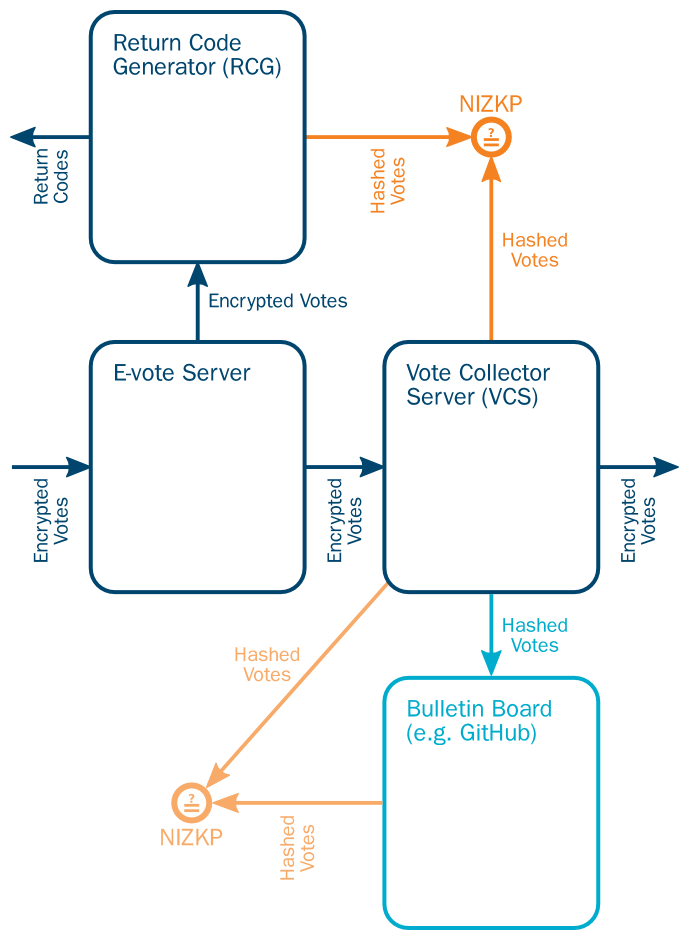 Return Code
Generator (RCG)
NIZKP
?
Return
Codes
Hashed
Votes
Hashed
Votes
Encrypted Votes
E-vote Server
Vote Collector
Server (VCS)
Encrypted
Votes
Encrypted
Votes
Encrypted
Votes
Hashed
Votes
Hashed
Votes
Bulletin Board
(e.g. GitHub)
?
NIZKP
Hashed
Votes